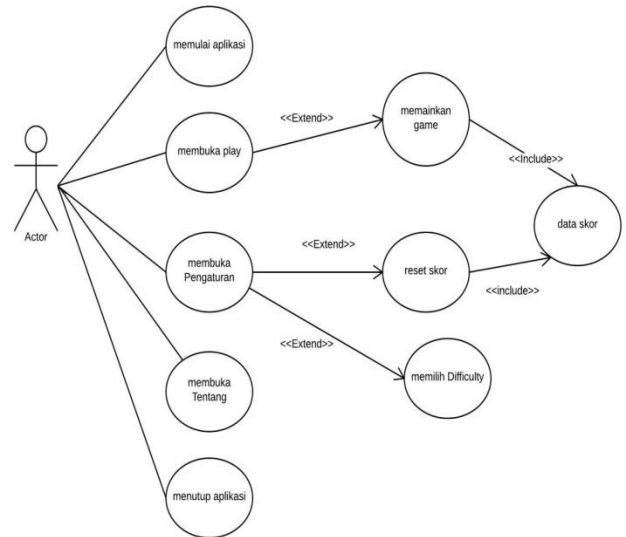 memulai aplikasi
<<Extend>>
memainkan
game
membuka play
<<Include>>
Actor
data skor
membuka
Pengaturan
<<Extend>>
reset skor
<<include>>
<<Extend>>
memilih Difficulty
membuka
Tentang
menutup aplikasi